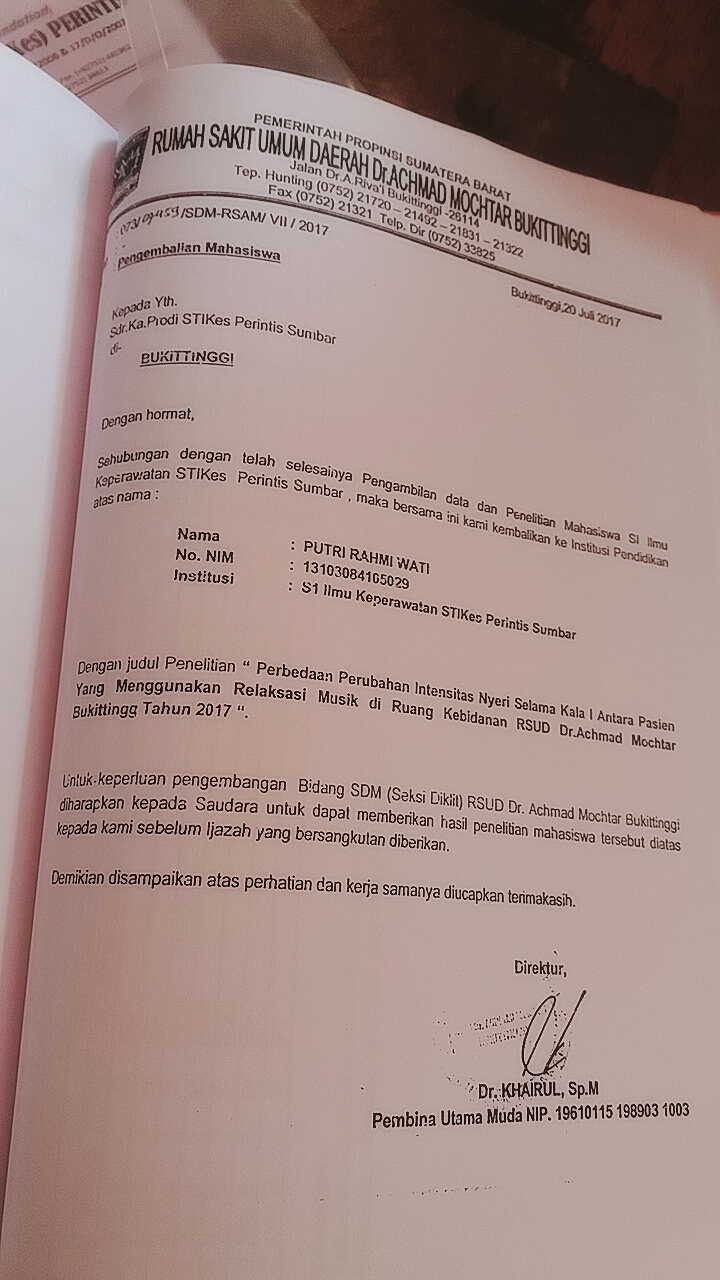 ndation)
Kes) PERINTI
2006 & 17/D/O/2007
PEMERINTAH PROPINSI SUMATERA BARAT
RUMAH SAKIT UMUM DAERAH Dr.ACHMAD MOCHTAR BUKITTINGGI
Jalan Dr.A.Riva'i Bukittinggi -26114
Tep. Hunting (0752) 21720 – 21492 – 21831 – 21322
Fax (0752) 21321 Telp. Dir (0752) 33825
/SDM-RSAM/ VII / 2017
Pengembalian Mahasiswa
Bukittinggi,20 Juli 2017
Kepada Yth.
Sdr.Ka.Prodi STIKes Perintis Sumbar
di-
BUKITTINGGI
Dengan hormat,
Sehubungan dengan telah selesainya Pengambilan data dan Penelitian Mahasiswa SI Ilmu
Keperawatan STIKes Perintis Sumbar , maka bersama ini kami kembalikan ke Institusi Pendidikan
atas nama :
Nama : PUTRI RAHMI WATI
No. NIM : 13103084105029
Institusi : S1 Ilmu Keperawatan STIKes Perintis Sumbar
Dengan judul Penelitian “ Perbedaan Perubahan Intensitas Nyeri Selama Kala I Antara Pasien
Yang Menggunakan Relaksasi Musik di Ruang Kebidanan RSUD Dr.Achmad Mochtar
Bukittingg Tahun 2017 “.
Untuk keperluan pengembangan Bidang SDM (Seksi Diklit) RSUD Dr. Achmad Mochtar Bukittinggi
diharapkan kepada Saudara untuk dapat memberikan hasil penelitian mahasiswa tersebut diatas
kepada kami sebelum Ijazah yang bersangkutan diberikan.
Demikian disampaikan atas perhatian dan kerja samanya diucapkan terimakasih.
Direktur,
Dr. KHAIRUL, Sp.M
Pembina Utama Muda NIP. 19610115 198903 1003